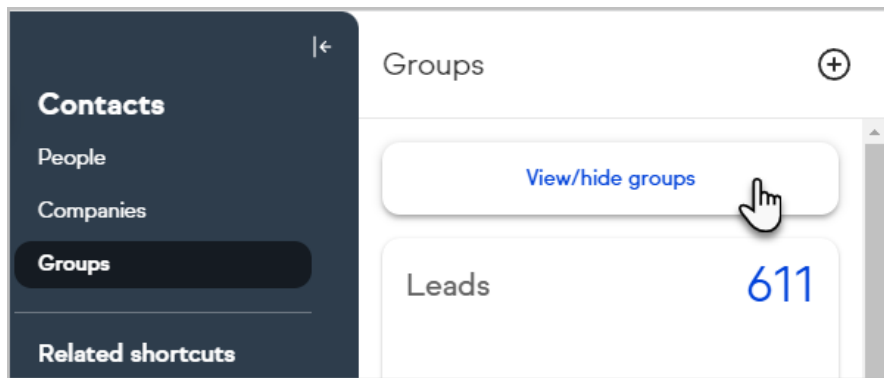 Contacts
People
Companies
Groups
Related shortcuts
Groups
View/hide groups
Leads 611